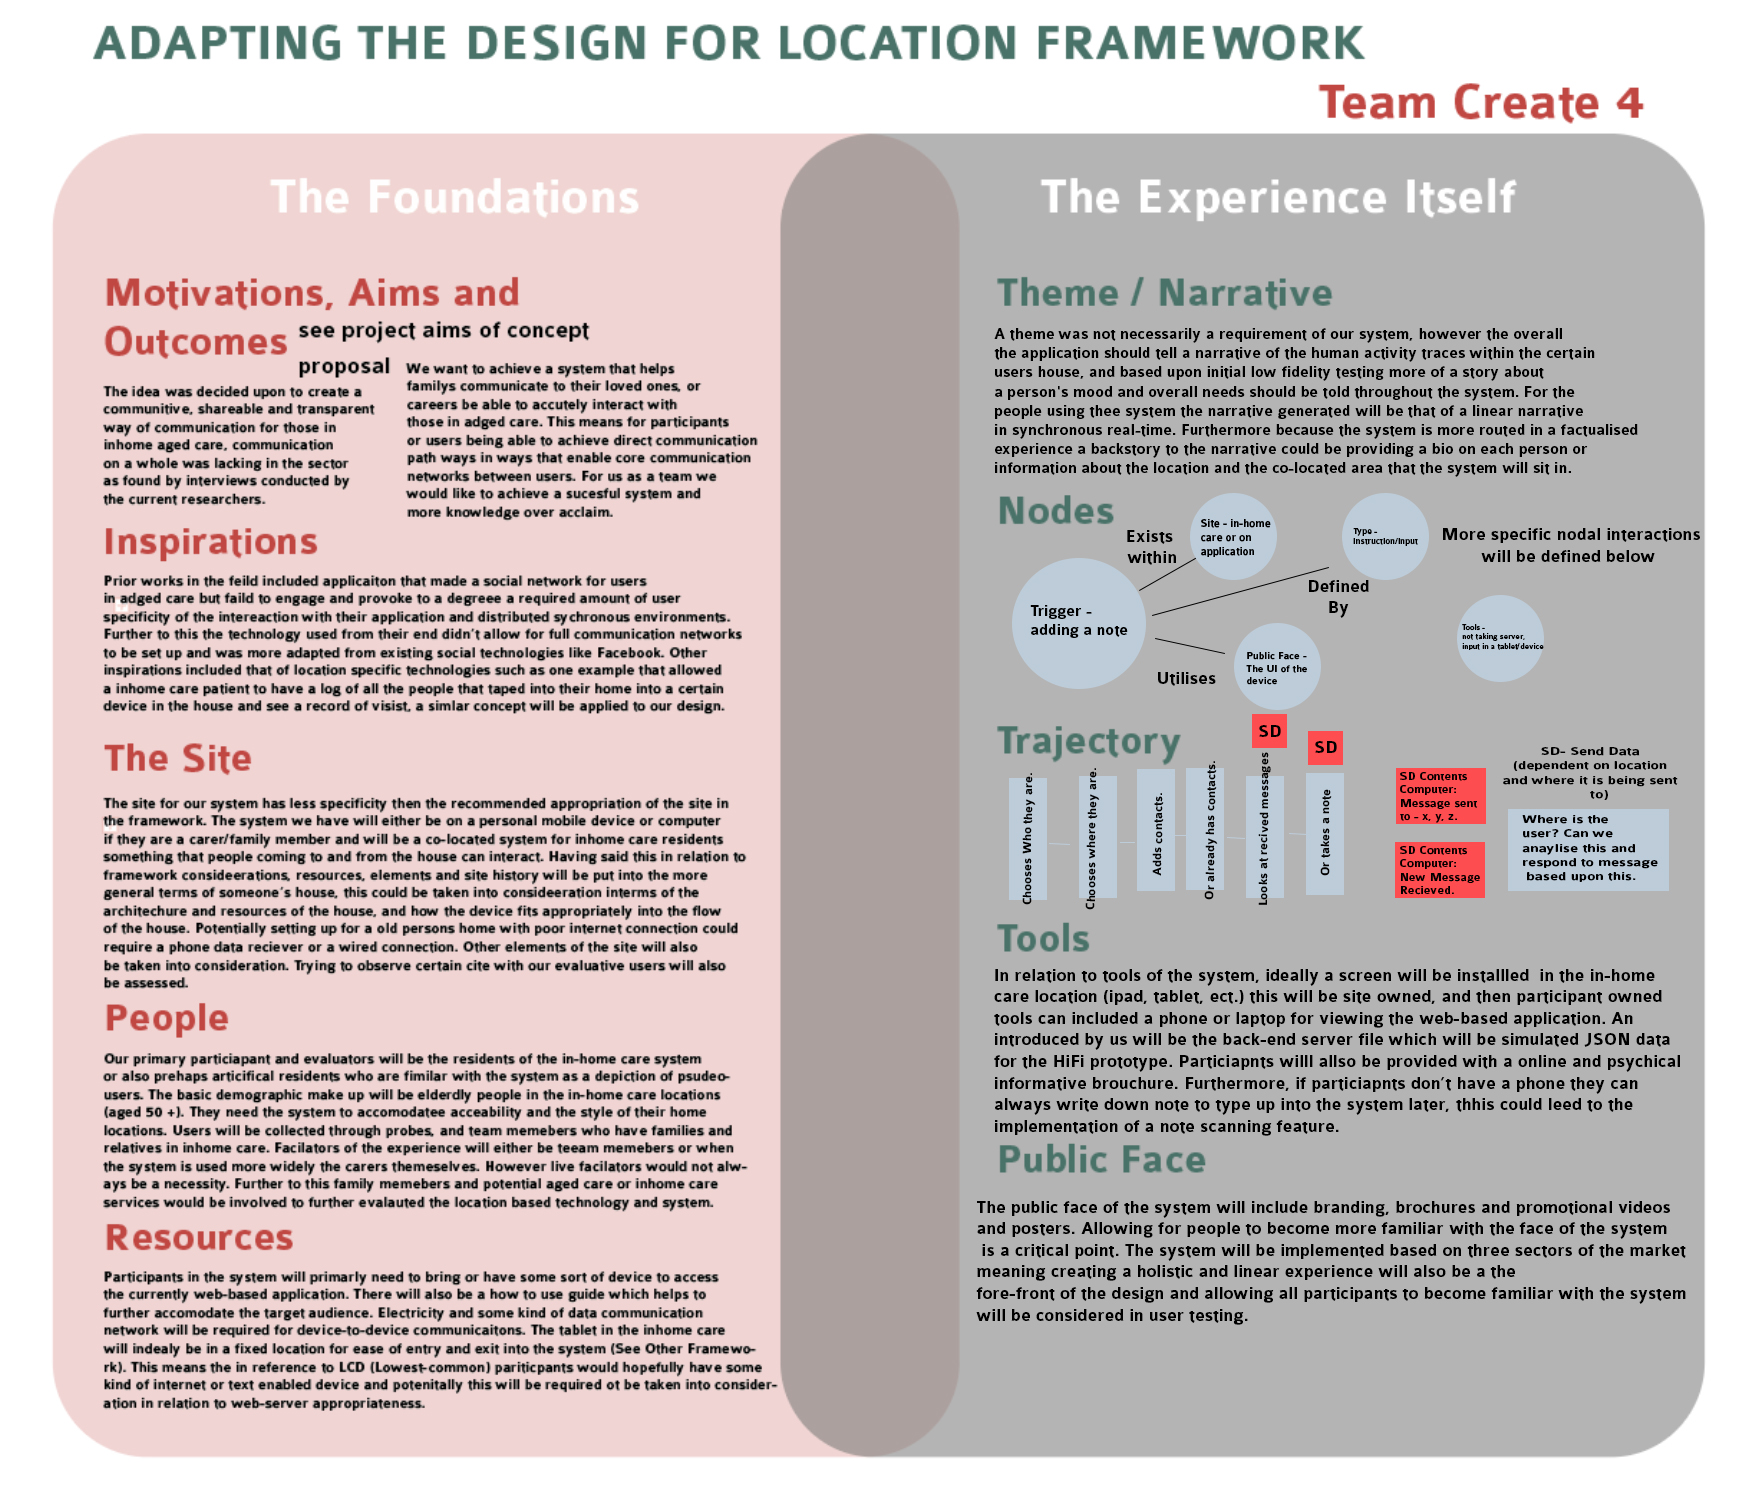 ADAPTING THE DESIGN FOR LOCATION FRAMEWORK
Team Create 4
The Foundations
Motivations, Aims and
Outcomes see project aims of concept
proposal
The idea was decided upon to create a
communitive, shareable and transparent
way of communication for those in
inhome aged care, communication
on a whole was lacking in the sector
as found by interviews conducted by
the current researchers.
We want to achieve a system that helps
familys communicate to their loved ones, or
careers be able to accutely interact with
those in adged care. This means for participants
or users being able to achieve direct communication
path ways in ways that enable core communication
networks between users. For us as a team we
would like to achieve a sucesful system and
more knowledge over acclaim.
Inspirations
Prior works in the feild included applicaiton that made a social network for users
in adged care but faild to engage and provoke to a degreee a required amount of user
specificity of the intereaction with their application and distributed sychronous environments.
Further to this the technology used from their end didn't allow for full communication networks
to be set up and was more adapted from existing social technologies like Facebook. Other
inspirations included that of location specific technologies such as one example that allowed
a inhome care patient to have a log of all the people that taped into their home into a certain
device in the house and see a record of visist, a simlar concept will be applied to our design.
The Site
The site for our system has less specificity then the recommended appropriation of the site in
the framework. The system we have will either be on a personal mobile device or computer
if they are a carer/family member and will be a co-located system for inhome care residents
something that people coming to and from the house can interact. Having said this in relation to
framework consideerations, resources, elements and site history will be put into the more
general terms of someone's house, this could be taken into consideeration interms of the
architechure and resources of the house, and how the device fits appropriately into the flow
of the house. Potentially setting up for a old persons home with poor internet connection could
require a phone data reciever or a wired connection. Other elements of the site will also
be taken into consideration. Trying to observe certain cite with our evaluative users will also
be assessed.
People
Our primary particiapant and evaluators will be the residents of the in-home care system
or also prehaps articifical residents who are fimilar with the system as a depiction of psudeo-
users. The basic demographic make up will be elderdly people in the in-home care locations
(aged 50 +). They need the system to accomodatee acceability and the style of their home
locations. Users will be collected through probes, and team memebers who have families and
relatives in inhome care. Facilators of the experience will either be teeam memebers or when
the system is used more widely the carers themeselves. However live facilators would not alw-
ays be a necessity. Further to this family memebers and potential aged care or inhome care
services would be involved to further evalauted the location based technology and system.
Resources
Participants in the system will primarly need to bring or have some sort of device to access
the currently web-based application. There will also be a how to use guide which helps to
further accomodate the target audience. Electricity and some kind of data communication
network will be required for device-to-device communicaitons. The tablet in the inhome care
will indealy be in a fixed location for ease of entry and exit into the system (See Other Framewo-
rk). This means the in reference to LCD (Lowest-common) pariticpants would hopefully have some
kind of internet or text enabled device and potenitally this will be required ot be taken into consider-
ation in relation to web-server appropriateness.
The Experience Itself
Theme / Narrative
A theme was not necessarily a requirement of our system, however the overall
the application should tell a narrative of the human activity traces within the certain
users house, and based upon initial low fidelity testing more of a story about
a person's mood and overall needs should be told throughout the system. For the
people using thee system the narrative generated will be that of a linear narrative
in synchronous real-time. Furthermore because the system is more routed in a factualised
experience a backstory to the narrative could be providing a bio on each person or
information about the location and the co-located area that the system will sit in.
Nodes
Exists
within
Site - in-home
care or on
application
Type -
Instruction/Input
More specific nodal interactions
will be defined below
Trigger -
adding a note
Defined
By
Tools -
not taking server,
input in a tablet/device
Utilises
Public Face -
The UI of the
device
Trajectory
SD
SD
Chooses Who they are.
Chooses where they are.
Adds contacts.
Or already has contacts.
Looks at recived messages
Or takes a note
SD Contents
Computer:
Message sent
to - x, y, z.
SD Contents
Computer:
New Message
Recieved.
SD- Send Data
(dependent on location
and where it is being sent
to)
Where is the
user? Can we
anaylise this and
respond to message
based upon this.
Tools
In relation to tools of the system, ideally a screen will be installled in the in-home
care location (ipad, tablet, ect.) this will be site owned, and then participant owned
tools can included a phone or laptop for viewing the web-based application. An
introduced by us will be the back-end server file which will be simulated JSON data
for the HiFi prototype. Particiapnts willl allso be provided with a online and psychical
informative brouchure. Furthermore, if particiapnts don't have a phone they can
always write down note to type up into the system later, thhis could leed to the
implementation of a note scanning feature.
Public Face
The public face of the system will include branding, brochures and promotional videos
and posters. Allowing for people to become more familiar with the face of the system
is a critical point. The system will be implemented based on three sectors of the market
meaning creating a holistic and linear experience will also be a the
fore-front of the design and allowing all participants to become familiar with the system
will be considered in user testing.